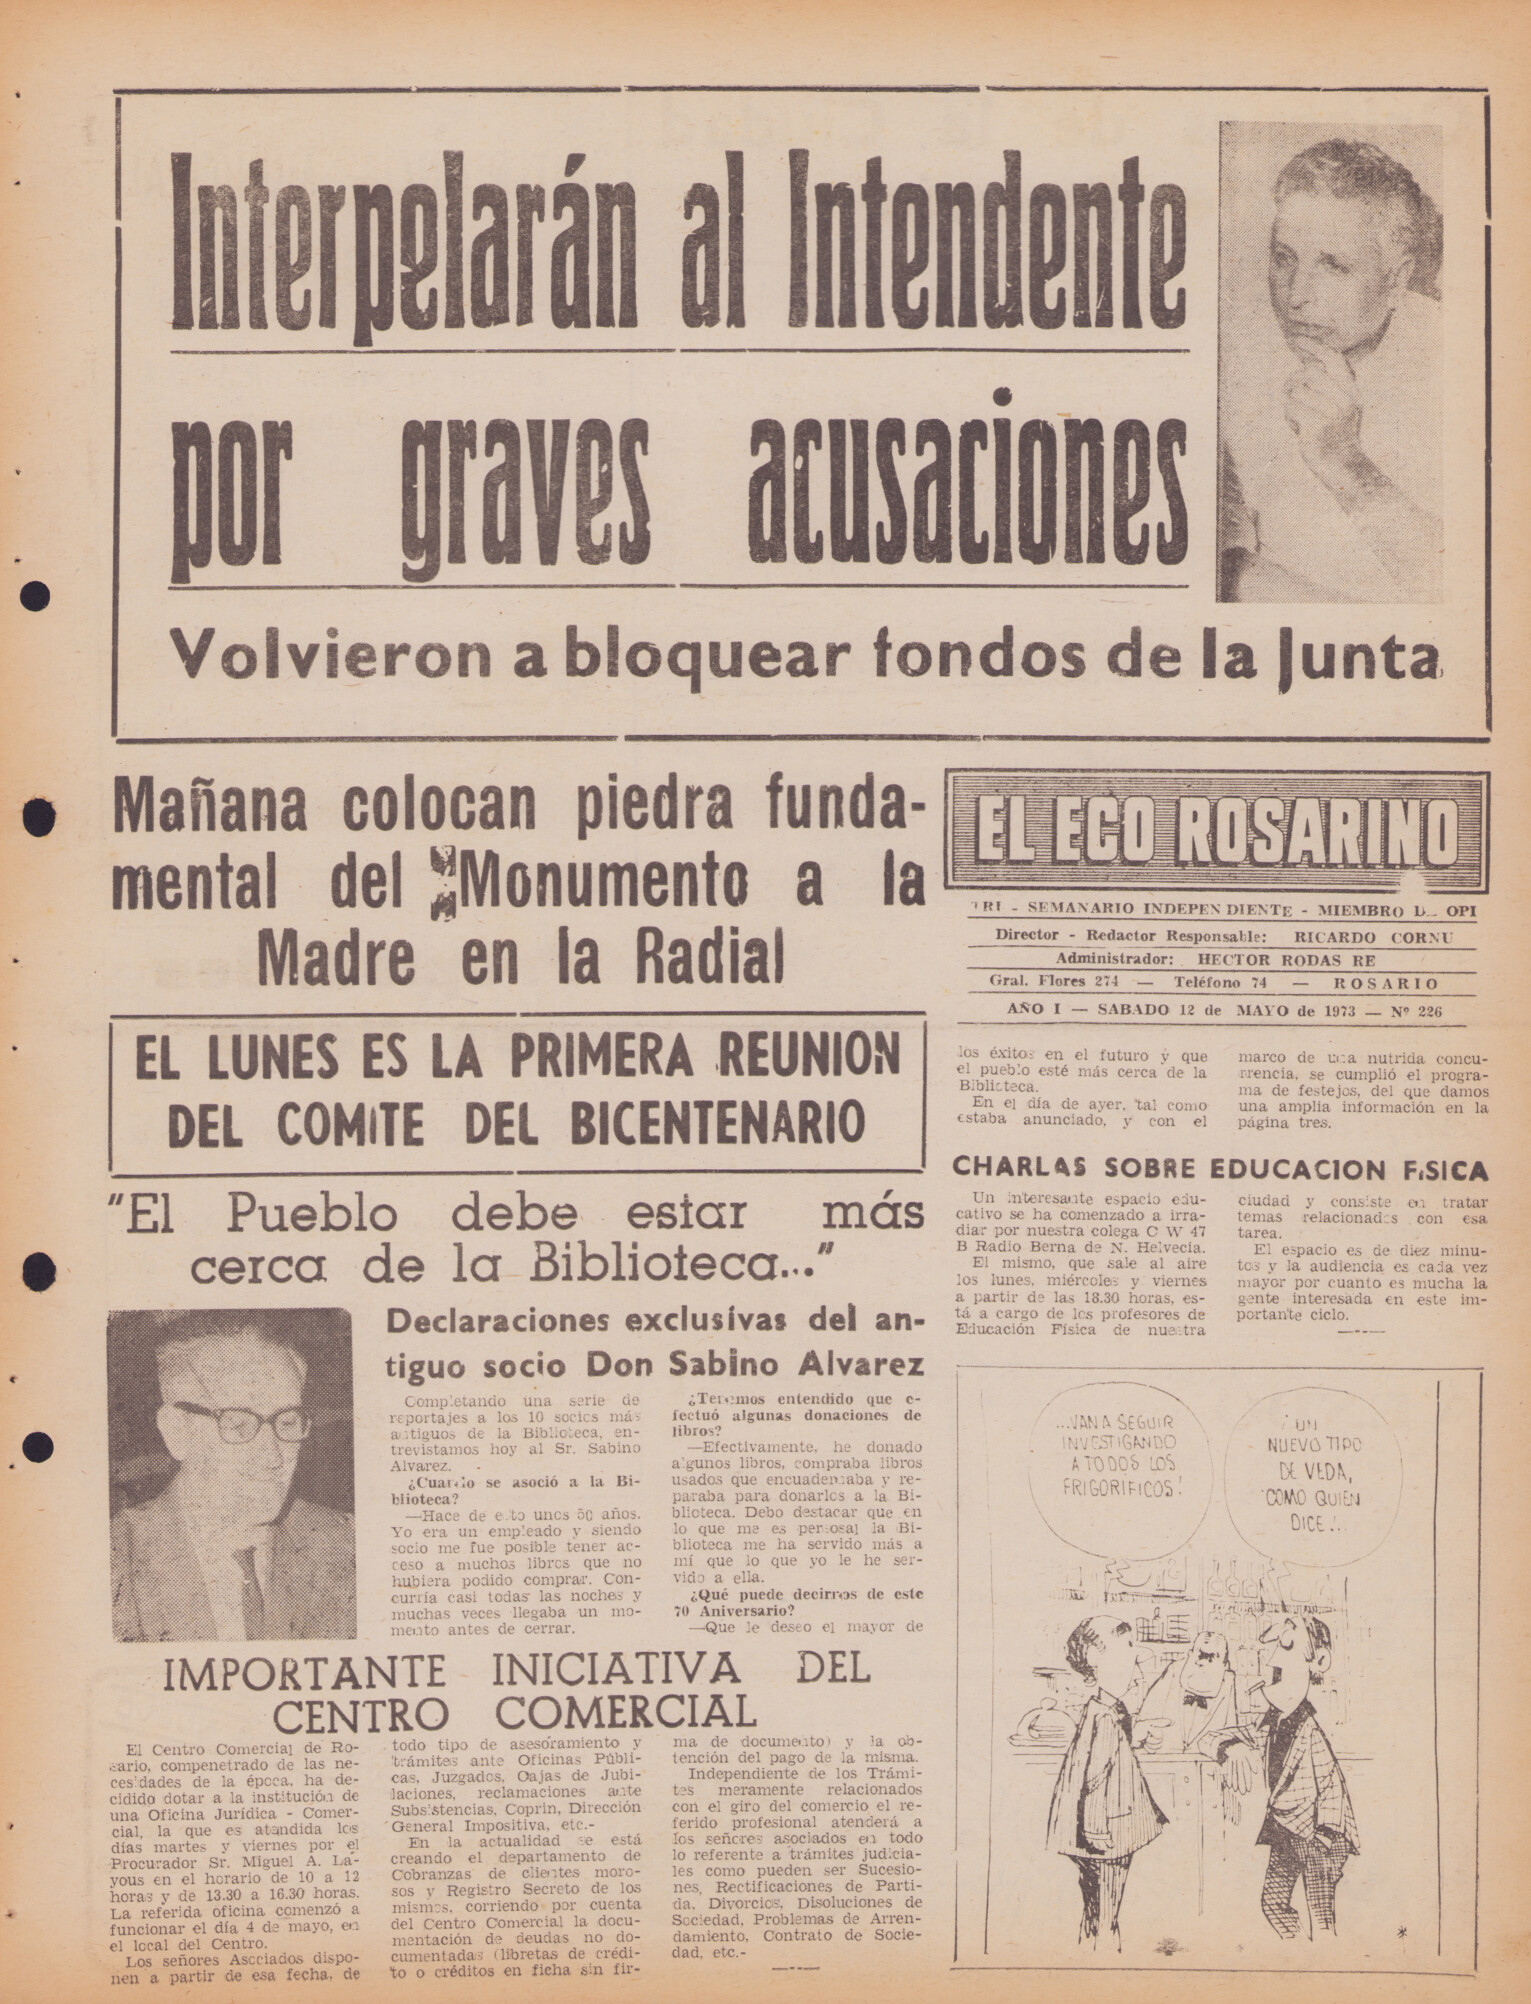 Interpelarán al Intendente
por graves acusaciones
Volvieron a bloquear fondos de la Junta
Mañana colocan piedra funda-
mental del Monumento a la
Madre en la Radial
EL LUNES ES LA PRIMERA REUNION
DEL COMITE DEL BICENTENARIO
EL ECO ROSARINO
TRI - SEMANARIO INDEPENDIENTE - MIEMBRO DE OPI
Director - Redactor Responsable: RICARDO CORNU
Administrador: HECTOR RODAS RE
Gral. Flores 274 — Teléfono 74 — ROSARIO
AÑO I — SABADO 12 de MAYO de 1973 — Nº 226
"El Pueblo debe estar más
cerca de la Biblioteca..."
Declaraciones exclusivas del an-
tiguo socio Don Sabino Alvarez
Completando una serie de
reportajes a los 10 socios más
antiguos de la Biblioteca, en-
trevistamos hoy al Sr. Sabino
Alvarez.
¿Cuando se asoció a la Bi-
blioteca?
—Hace de esto unos 50 años.
Yo era un empleado y siendo
socio me fue posible tener ac-
ceso a muchos libros que no
hubiera podido comprar. Con-
curría casi todas las noches y
muchas veces llegaba un mo-
mento antes de cerrar.
¿Tenemos entendido que e-
fectuó algunas donaciones de
libros?
—Efectivamente, he donado
algunos libros, compraba libros
usados que encuadernaba y re-
paraba para donarlos a la Bi-
blioteca. Debo destacar que en
lo que me es personal la Bi-
blioteca me ha servido más a
mí que lo que yo le he ser-
vido a ella.
¿Qué puede decirnos de este
70 Aniversario?
—Que le deseo el mayor de
los éxitos en el futuro y que
el pueblo esté más cerca de la
Biblioteca.
En el día de ayer, tal como
estaba anunciado, y con el
marco de una nutrida concu-
rrencia, se cumplió el progra-
ma de festejos, del que damos
una amplia información en la
página tres.
CHARLAS SOBRE EDUCACION FISICA
Un interesante espacio edu-
cativo se ha comenzado a irra-
diar por nuestra colega C W 47
B Radio Berna de N. Helvecia.
El mismo, que sale al aire
los lunes, miércoles y viernes
a partir de las 18.30 horas, es-
tá a cargo de los profesores de
Educación Física de nuestra
ciudad y consiste en tratar
temas relacionados con esa
tarea.
El espacio es de diez minu-
tos y la audiencia es cada vez
mayor por cuanto es mucha la
gente interesada en este im-
portante ciclo.
...VAN A SEGUIR
INVESTIGANDO
A TODOS LOS
FRIGORIFICOS!
¡UN
NUEVO TIPO
DE VEDA,
COMO QUIEN
DICE!..
IMPORTANTE INICIATIVA DEL
CENTRO COMERCIAL
El Centro Comercial de Ro-
sario, compenetrado de las ne-
cesidades de la época, ha de-
cidido dotar a la institución de
una Oficina Jurídica - Comer-
cial, la que es atendida los
días martes y viernes por el
Procurador Sr. Miguel A. La-
yous en el horario de 10 a 12
horas y de 13.30 a 16.30 horas.
La referida oficina comenzó a
funcionar el día 4 de mayo, en
el local del Centro.
Los señores Asociados dispo-
nen a partir de esa fecha, de
todo tipo de asesoramiento y
trámites ante Oficinas Públi-
cas, Juzgados, Cajas de Jubi-
laciones, reclamaciones ante
Subsistencias, Coprin, Dirección
General Impositiva, etc.-
En la actualidad se está
creando el departamento de
Cobranzas de clientes moro-
sos y Registro Secreto de los
mismos, corriendo por cuenta
del Centro Comercial la docu-
mentación de deudas no do-
cumentadas (libretas de crédi-
to o créditos en ficha sin fir-
ma de documento) y la ob-
tención del pago de la misma.
Independiente de los Trámi-
tes meramente relacionados
con el giro del comercio el re-
ferido profesional atenderá a
los señores asociados en todo
lo referente a trámites judicia-
les como pueden ser Sucesio-
nes, Rectificaciones de Parti-
da, Divorcios, Disoluciones de
Sociedad, Problemas de Arren-
damiento, Contrato de Socie-
dad, etc.-